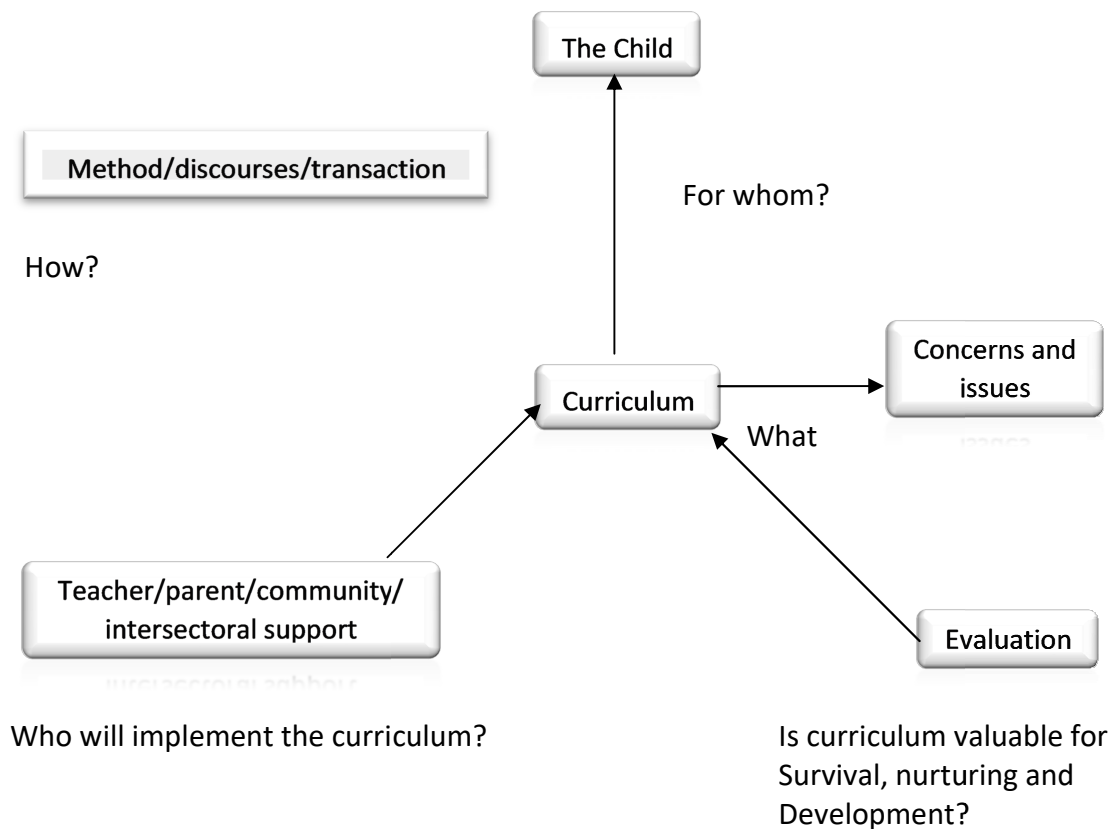 The Child
Method/discourses/transaction
For whom?
How?
Concerns and
issues
Curriculum
What
Teacher/parent/community/
intersectoral support
Evaluation
Who will implement the curriculum?
Is curriculum valuable for
Survival, nurturing and
Development?